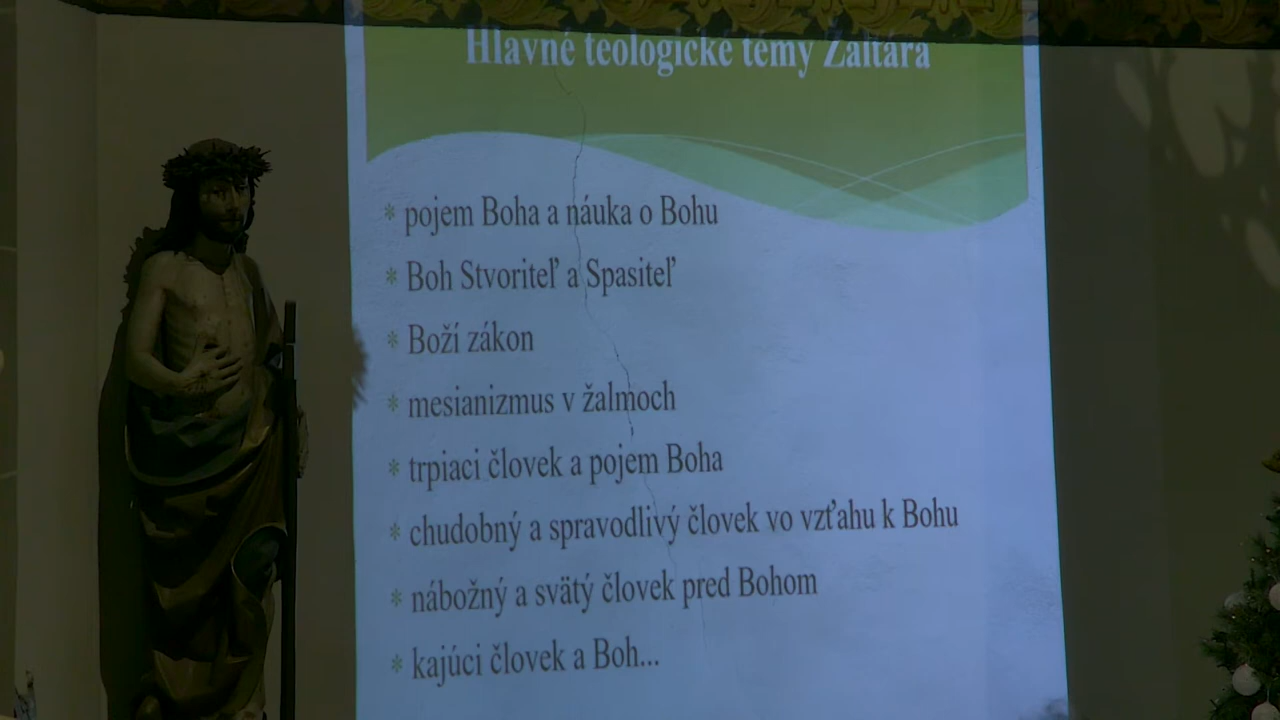 Hlavné teologické témy Žaltára
* pojem Boha a náuka o Bohu
* Boh Stvoriteľ a Spasiteľ
* Boží zákon
* mesianizmus v žalmoch
* trpiaci človek a pojem Boha
* chudobný a spravodlivý človek vo vzťahu k Bohu
* nábožný a svätý človek pred Bohom
* kajúci človek a Boh...